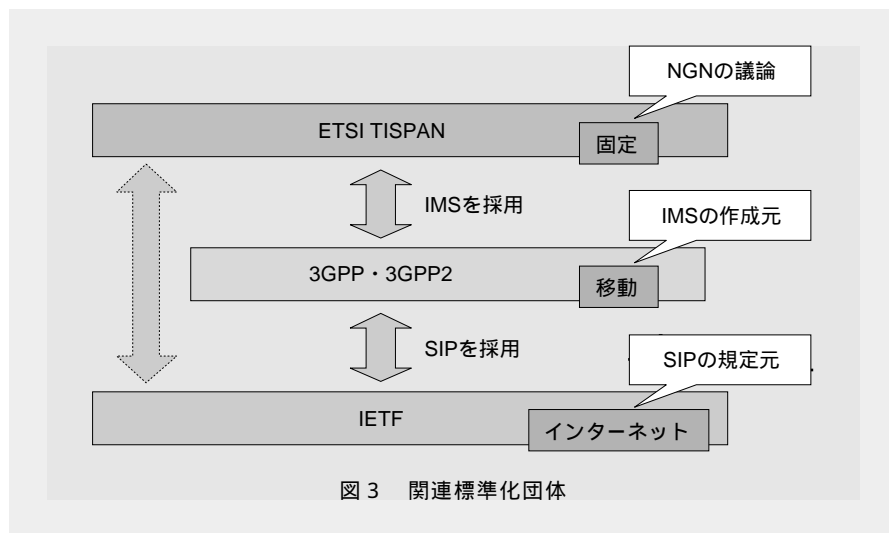 NGNの議論
ETSI TISPAN
固定
IMSを採用
IMSの作成元
3GPP・3GPP2
移動
SIPを採用
SIPの規定元
IETF
インターネット
図3 関連標準化団体